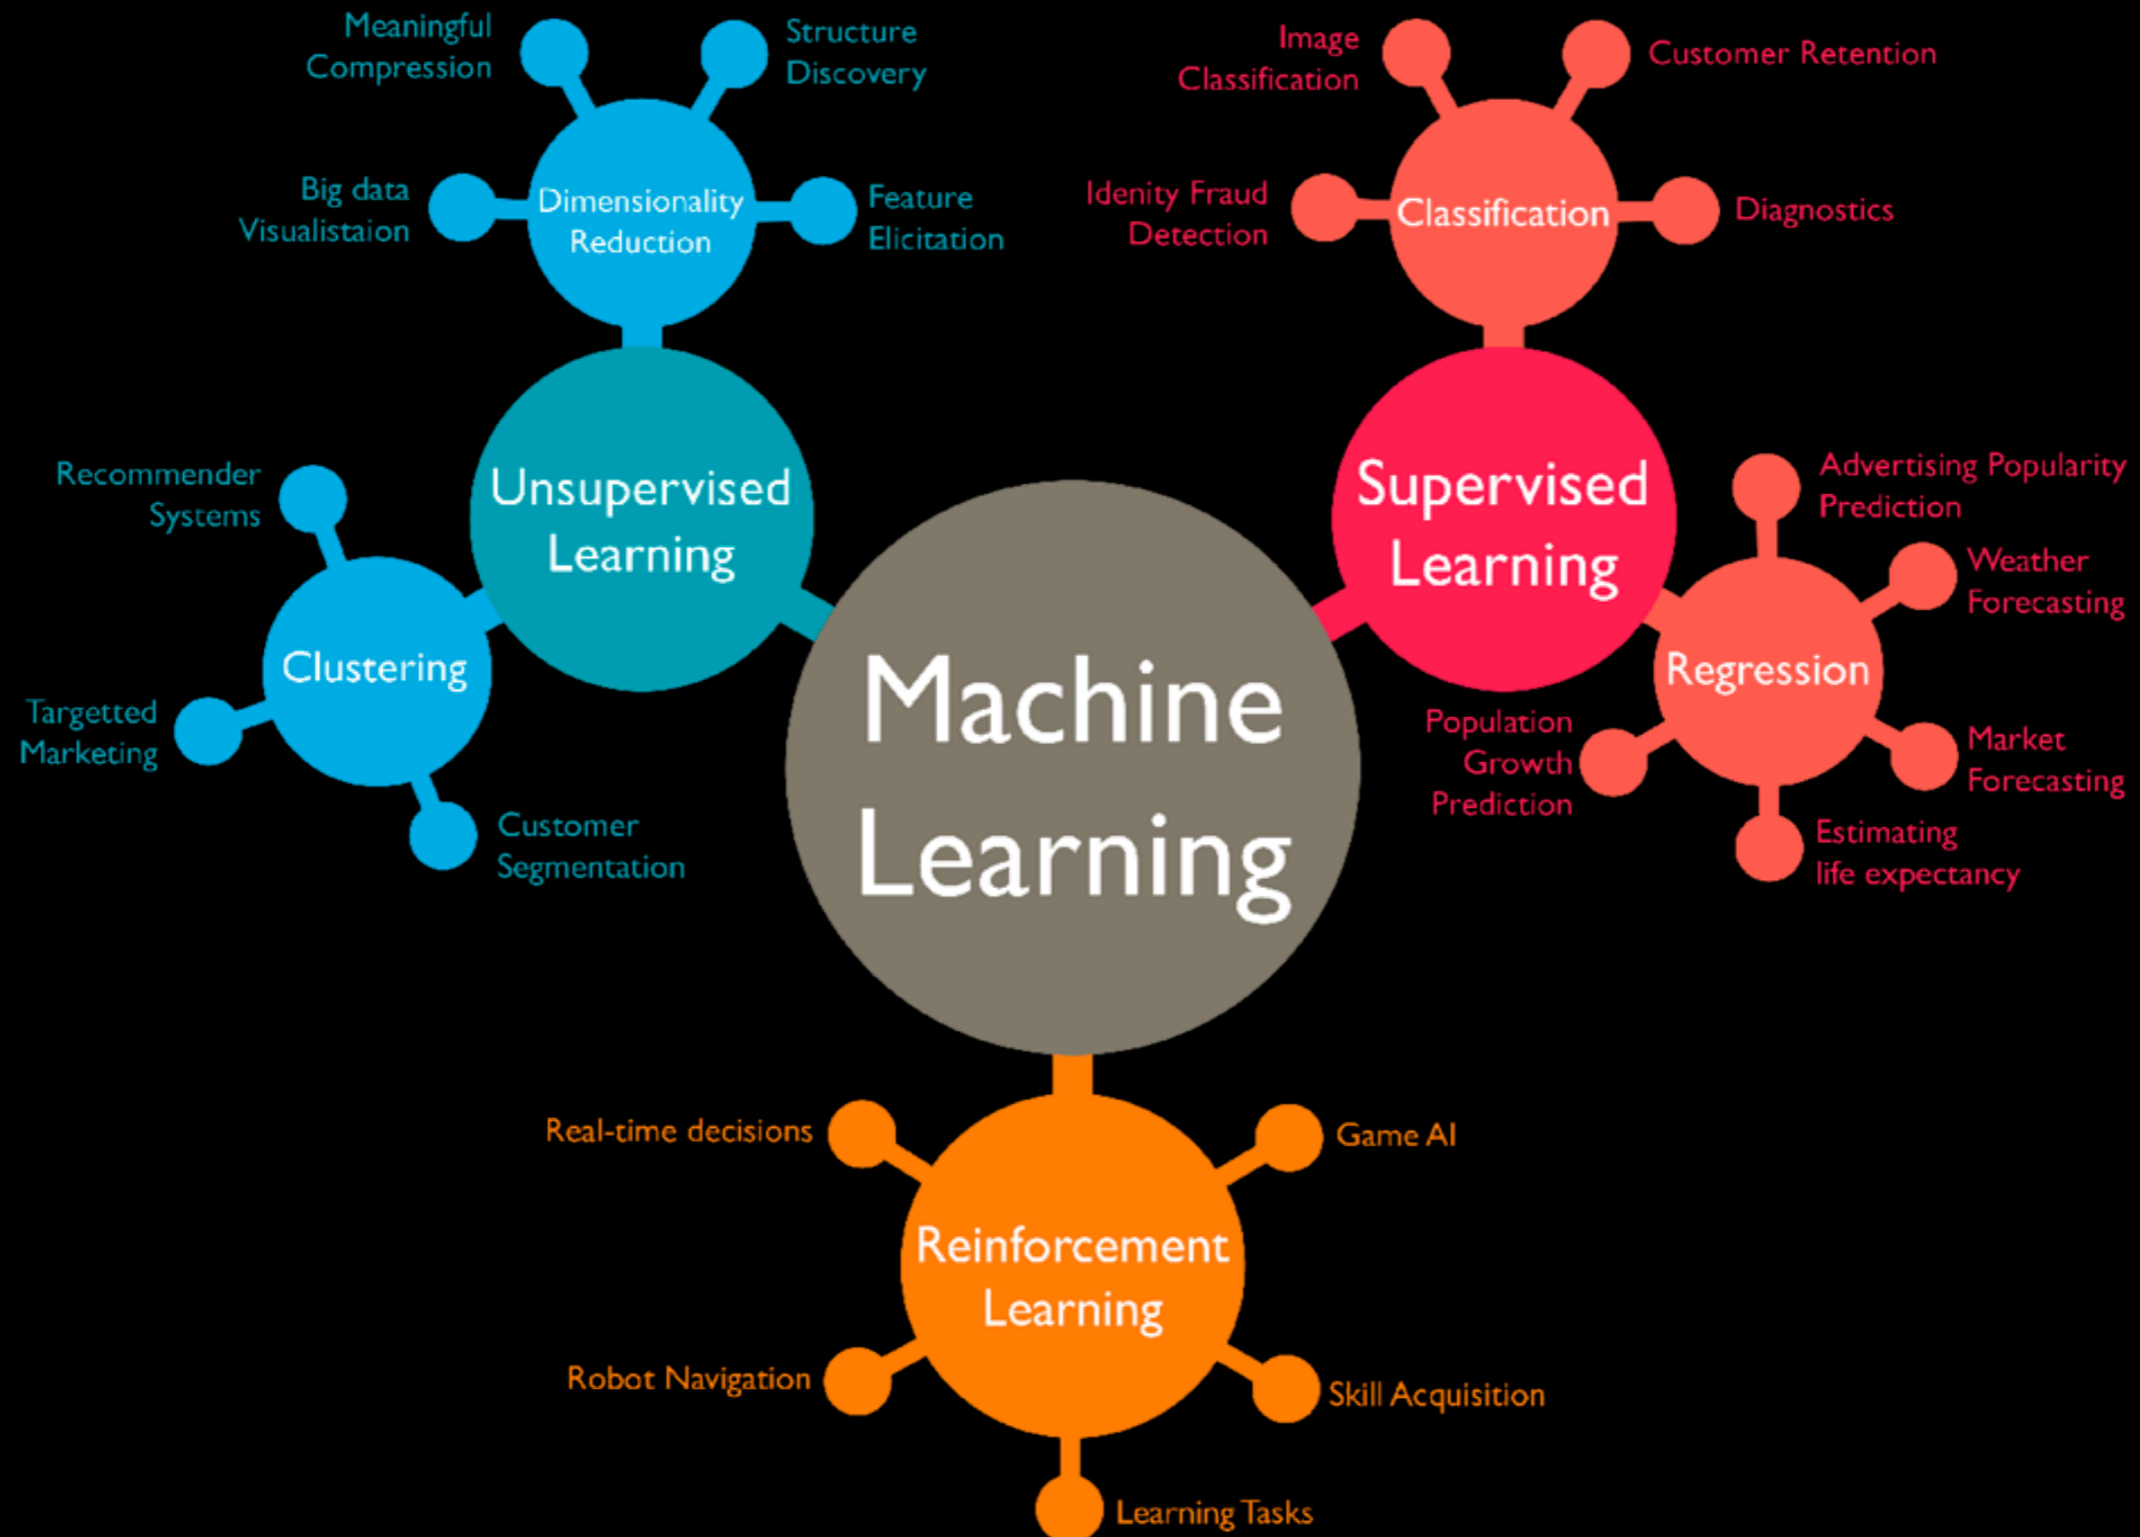 Meaningful
Compression
Structure
Discovery
Big data
Visualistaion
Dimensionality
Reduction
Feature
Elicitation
Image
Classification
Customer Retention
Idenity Fraud
Detection
Classification
Diagnostics
Unsupervised
Learning
Recommender
Systems
Clustering
Targetted
Marketing
Customer
Segmentation
Machine
Learning
Supervised
Learning
Advertising Popularity
Prediction
Weather
Forecasting
Regression
Population
Growth
Prediction
Market
Forecasting
Estimating
life expectancy
Real-time decisions
Game AI
Reinforcement
Learning
Robot Navigation
Skill Acquisition
Learning Tasks